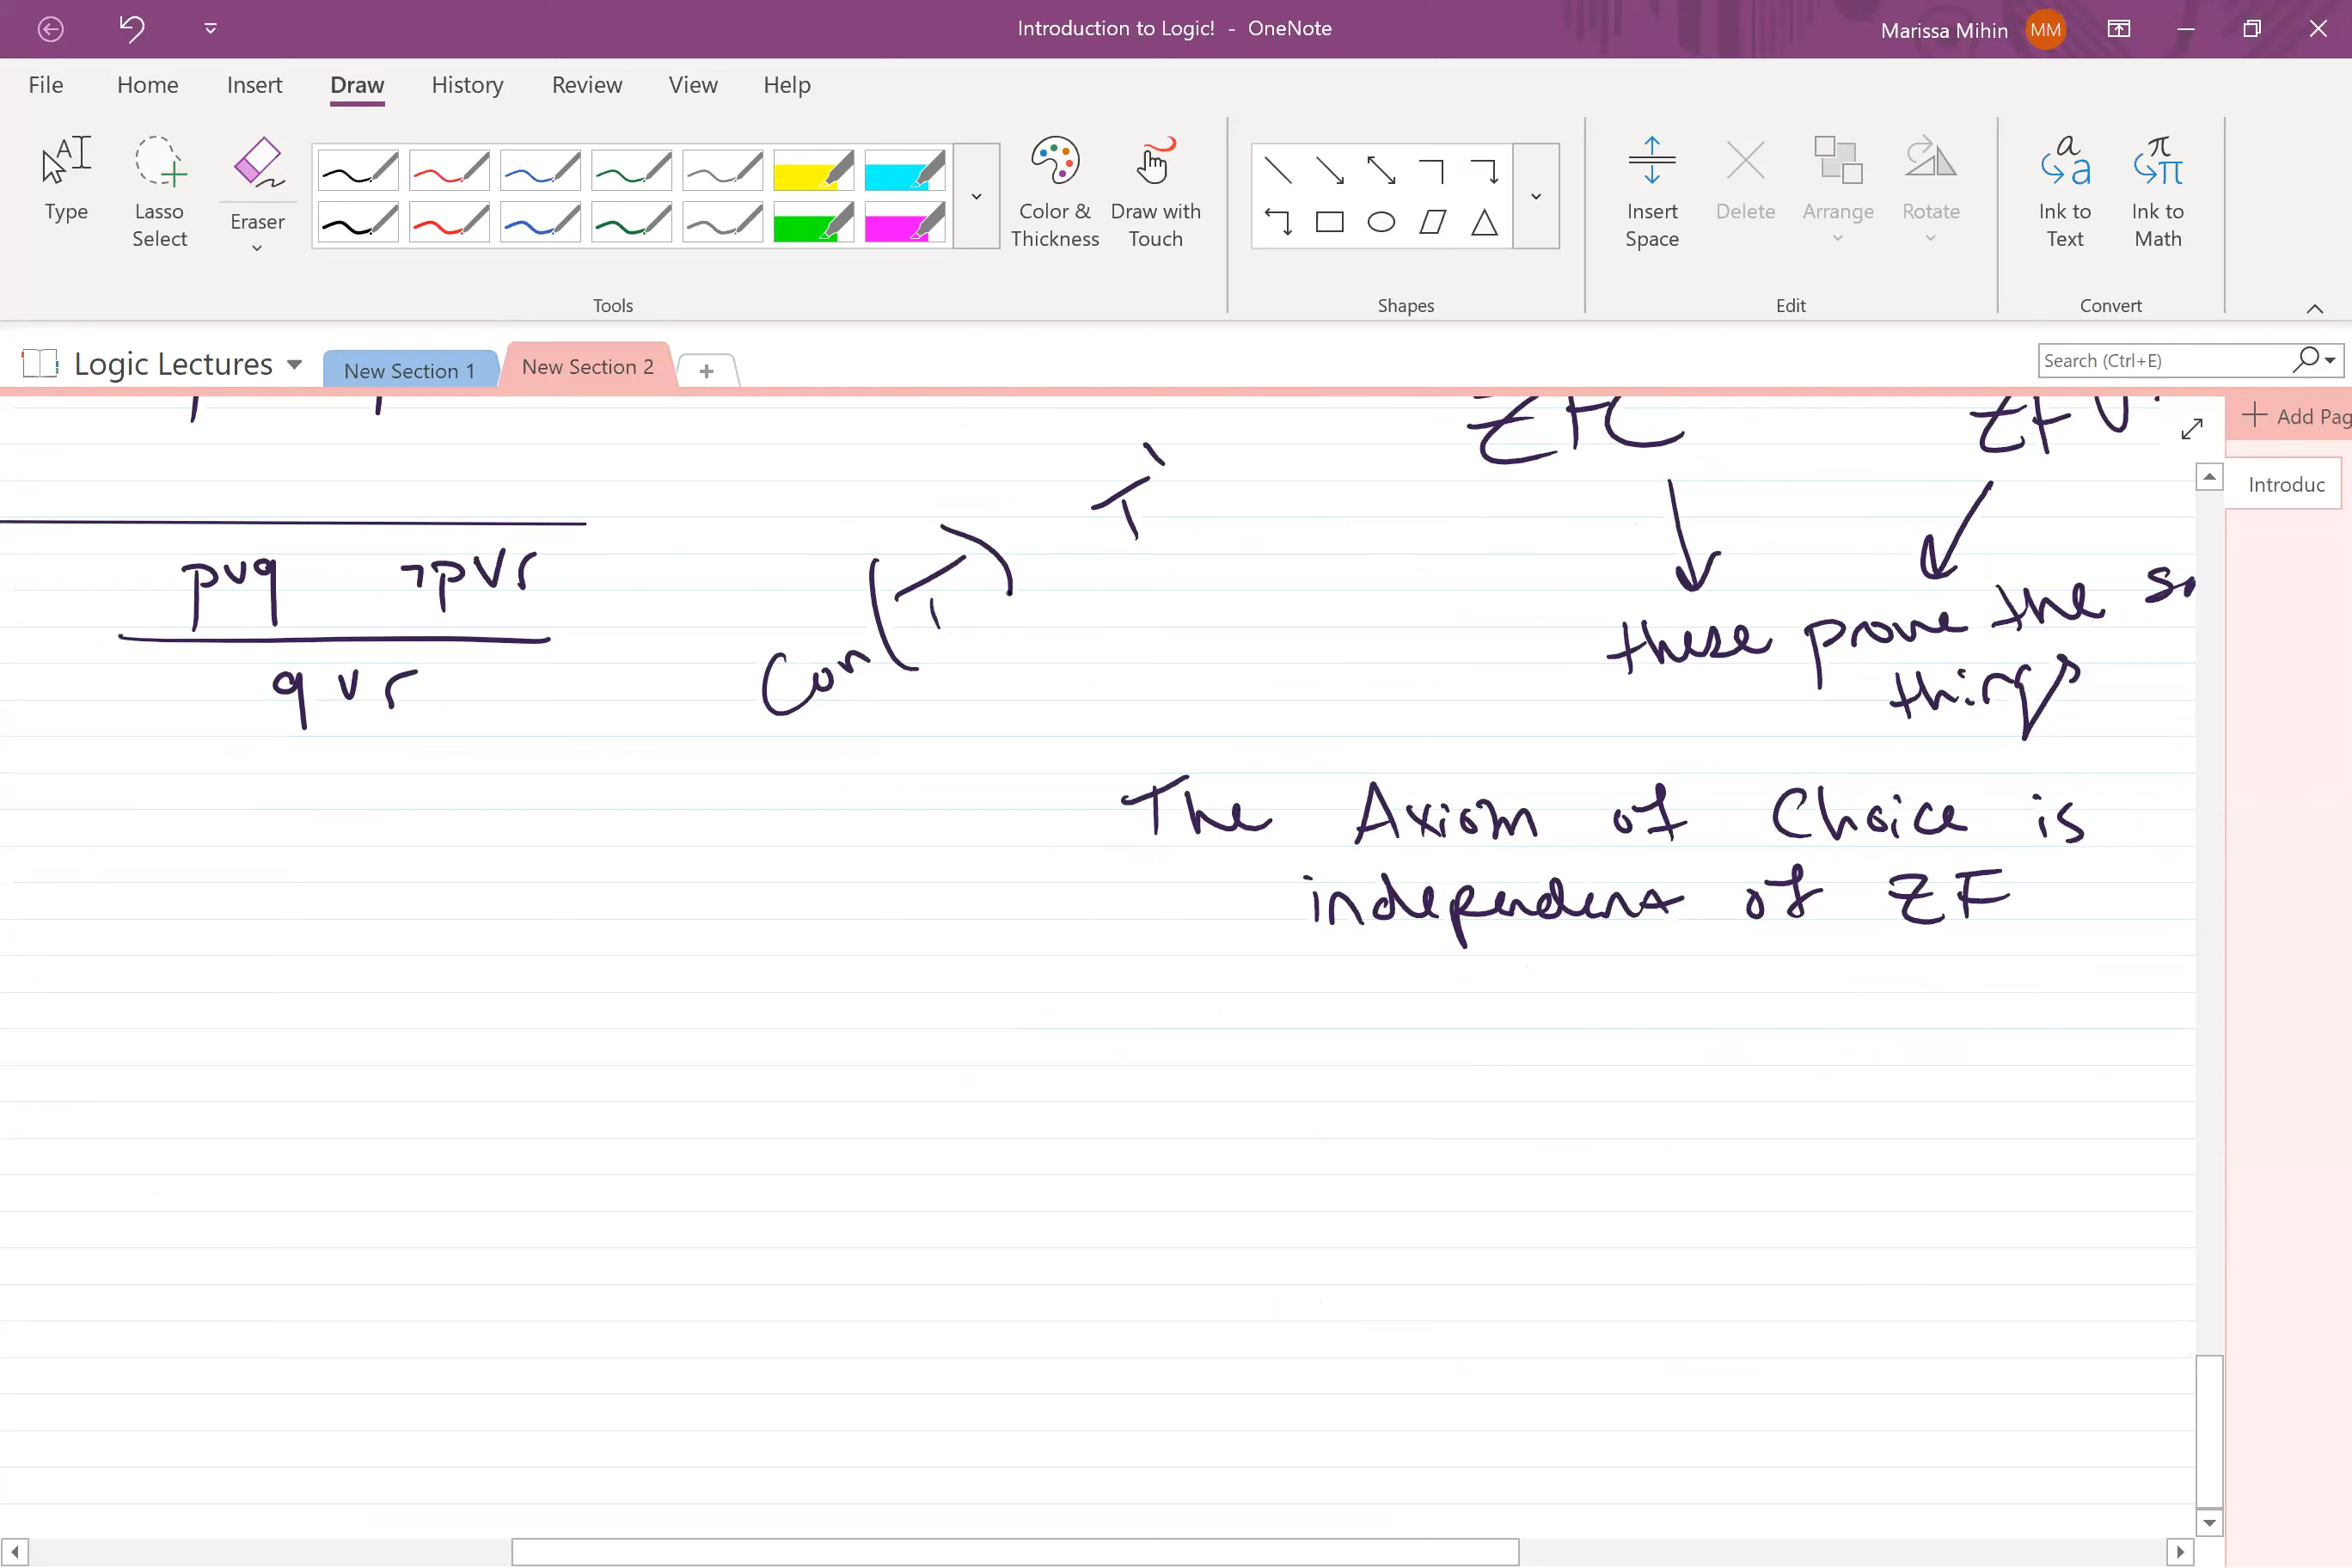 Introduction to Logic! - OneNote
Marissa Mihin MM
File Home Insert Draw History Review View Help
Type
Lasso Select
Eraser
Color & Thickness
Draw with Touch
Insert Space
Delete
Arrange
Rotate
Ink to Text
Ink to Math
Tools
Shapes
Edit
Convert
Logic Lectures
New Section 1
New Section 2
Search (Ctrl+E)
Add Pag
Introduc
p∨q ¬p∨r
q∨r
Con(T)
T
these prove the
things
The Axiom of Choice is
independent of ZF